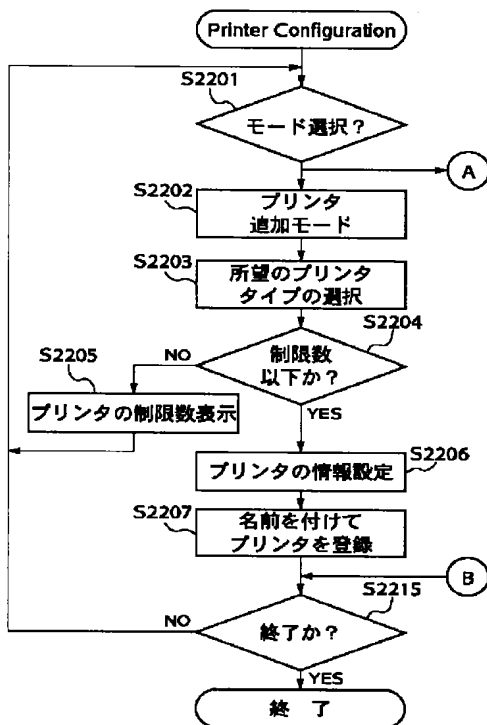 Printer Configuration
S2201
モード選択?
A
S2202
プリンタ
追加モード
S2203
所望のプリンタ
タイプの選択
S2204
制限数
以下か?
NO
S2205
プリンタの制限数表示
YES
S2206
プリンタの情報設定
S2207
名前を付けて
プリンタを登録
B
S2215
NO
終了か?
YES
終 了